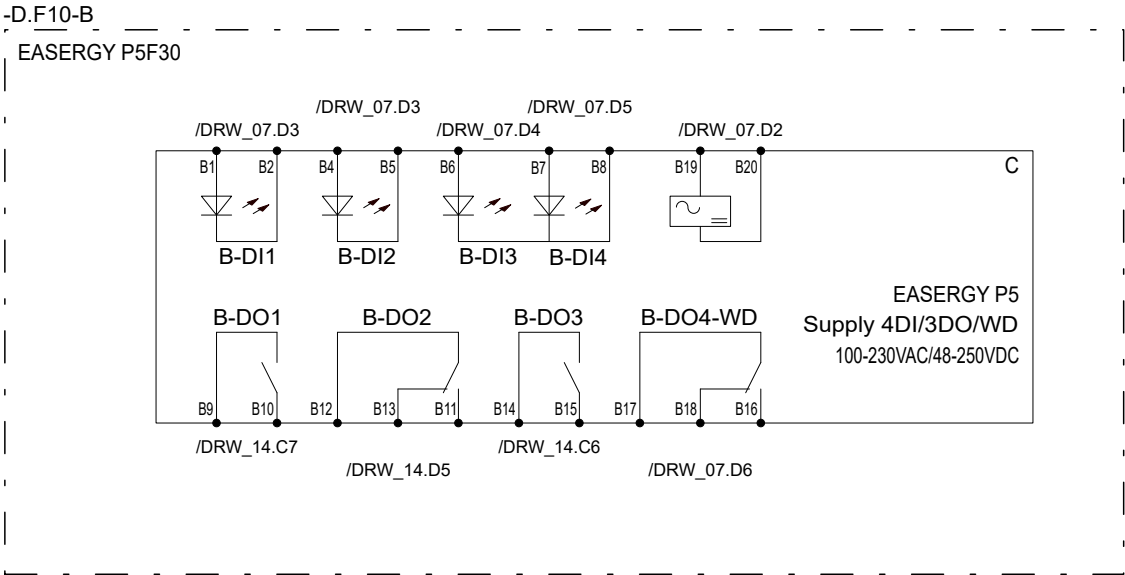 -D.F10-B
EASERGY P5F30
/DRW_07.D3 /DRW_07.D5
/DRW_07.D3 /DRW_07.D4 /DRW_07.D2
B1 B2 B4 B5 B6 B7 B8 B19 B20 C
B-DI1 B-DI2 B-DI3 B-DI4
EASERGY P5
B-DO1 B-DO2 B-DO3 B-DO4-WD Supply 4DI/3DO/WD
100-230VAC/48-250VDC
B9 B10 B12 B13 B11 B14 B15 B17 B18 B16
/DRW_14.C7 /DRW_14.C6
/DRW_14.D5 /DRW_07.D6